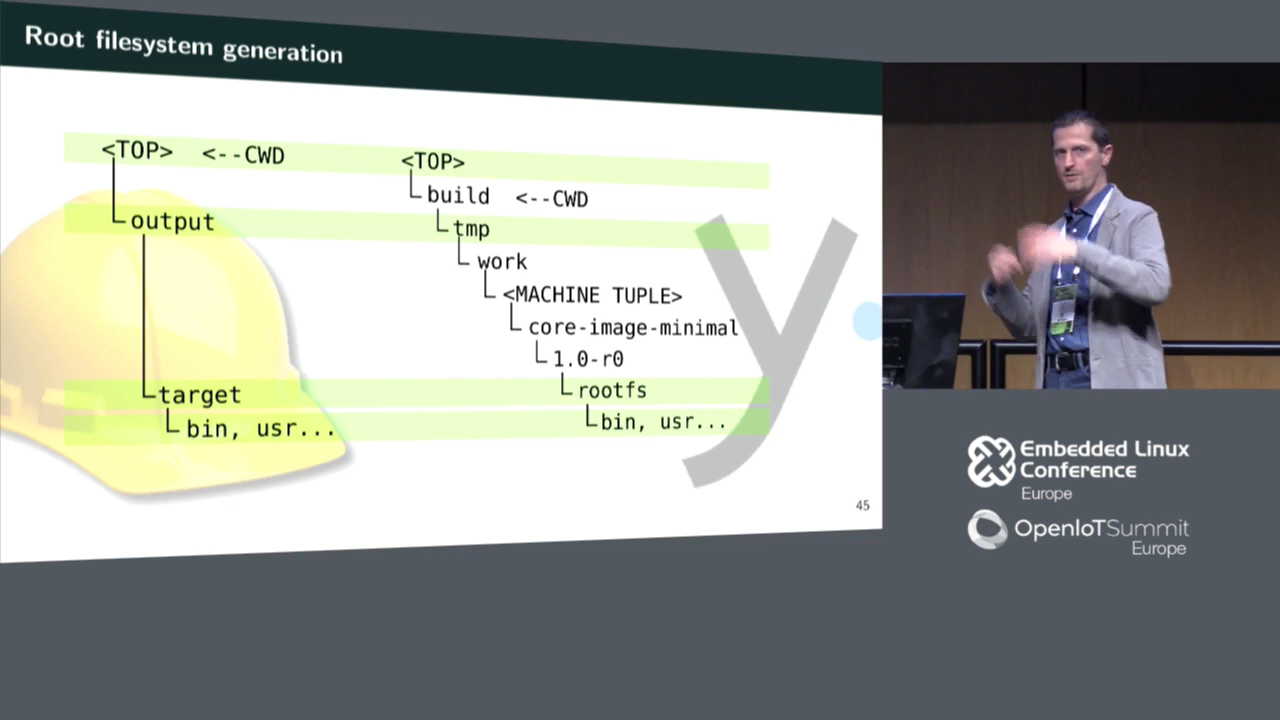 Root filesystem generation
<TOP> <--CWD
output
target
bin, usr...
<TOP>
build <--CWD
tmp
work
<MACHINE TUPLE>
core-image-minimal
1.0-r0
rootfs
bin, usr...
y
45
Embedded Linux
Conference
Europe
OpenIoTSummit
Europe